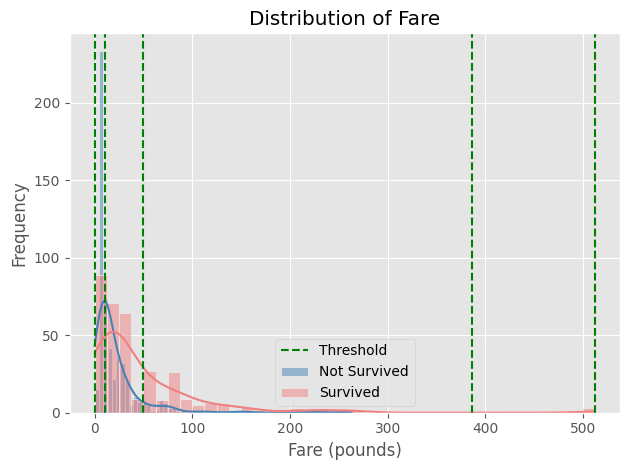 Distribution of Fare
Frequency
200
150
100
50
0
Threshold
Not Survived
Survived
0 100 200 300 400 500
Fare (pounds)